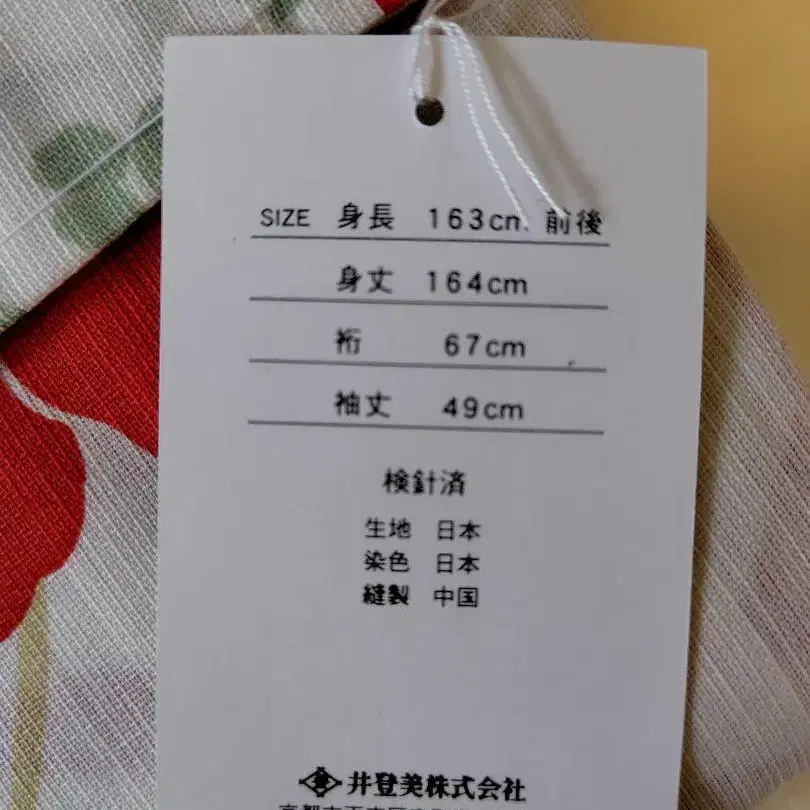 SIZE 身長 163cm 前後
身丈 164cm
裄 67cm
袖丈 49cm
検針済
生地 日本
染色 日本
縫製 中国
井登美株式会社